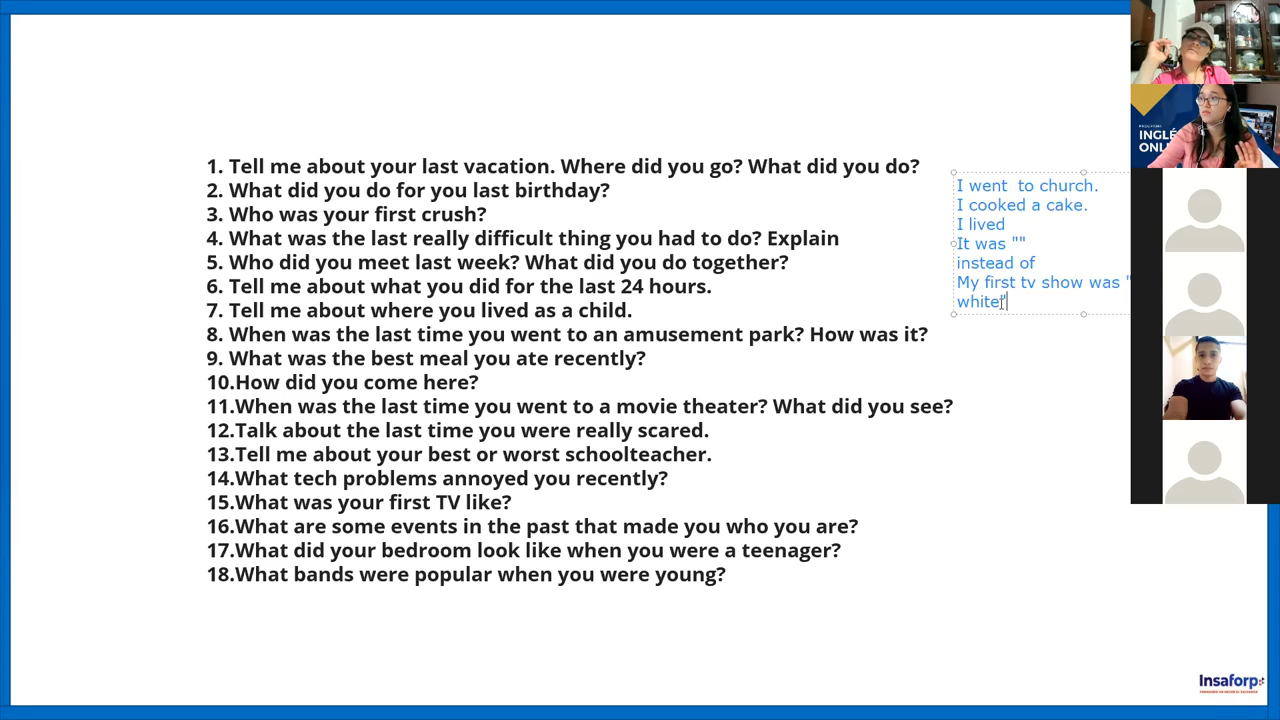 1. Tell me about your last vacation. Where did you go? What did you do?
2. What did you do for you last birthday?
3. Who was your first crush?
4. What was the last really difficult thing you had to do? Explain
5. Who did you meet last week? What did you do together?
6. Tell me about what you did for the last 24 hours.
7. Tell me about where you lived as a child.
8. When was the last time you went to an amusement park? How was it?
9. What was the best meal you ate recently?
10.How did you come here?
11.When was the last time you went to a movie theater? What did you see?
12.Talk about the last time you were really scared.
13.Tell me about your best or worst schoolteacher.
14.What tech problems annoyed you recently?
15.What was your first TV like?
16.What are some events in the past that made you who you are?
17.What did your bedroom look like when you were a teenager?
18.What bands were popular when you were young?
I went  to church.
I cooked a cake.
I lived
It was ""
instead of
My first tv show was "
white"
INGLÉ
ONLI
Insaforp